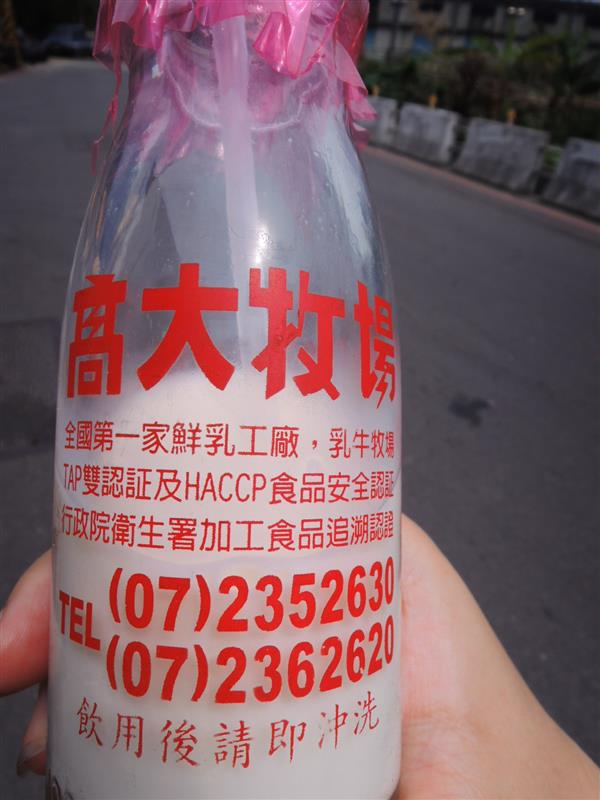 高大牧場
全國第一家鮮乳工廠，乳牛牧場
TAP雙認証及HACCP食品安全認証
行政院衛生署加工食品追溯認證
TEL (07)2352630
(07)2362620
飲用後請即沖洗